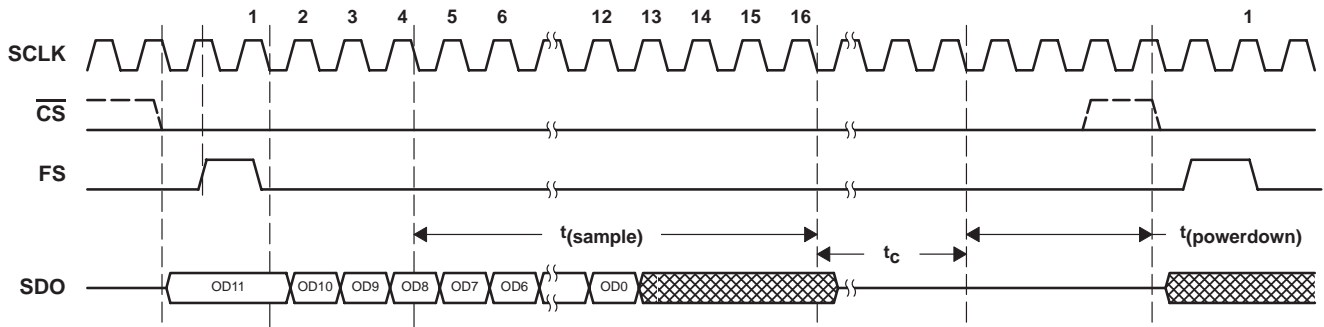 1 2 3 4 5 6 12 13 14 15 16 1
SCLK
CS
FS
t(sample) t(powerdown)
tc
SDO OD11 OD10 OD9 OD8 OD7 OD6 OD0